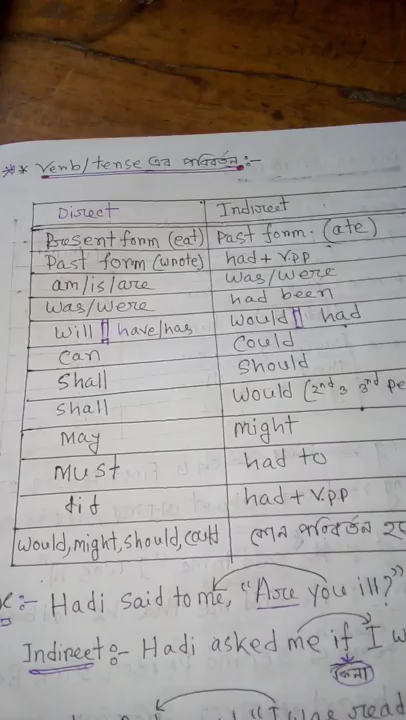 ** Verb/tense এর পরিবর্তন :-
Direct Indirect
Present form (eat) Past form. (ate)
Past form (wrote) had + v.pp
am/is/are was/were
was/were had been
will have/has would had
can could
shall should
shall would (2nd 3 3rd pe
May might
Must had to
did had + v.pp
would, might, should, could কোন পরিবর্তন
:- Hadi said to me, "Are you ill?"
Indirect :- Hadi asked me if I w
কিনা
"I was read